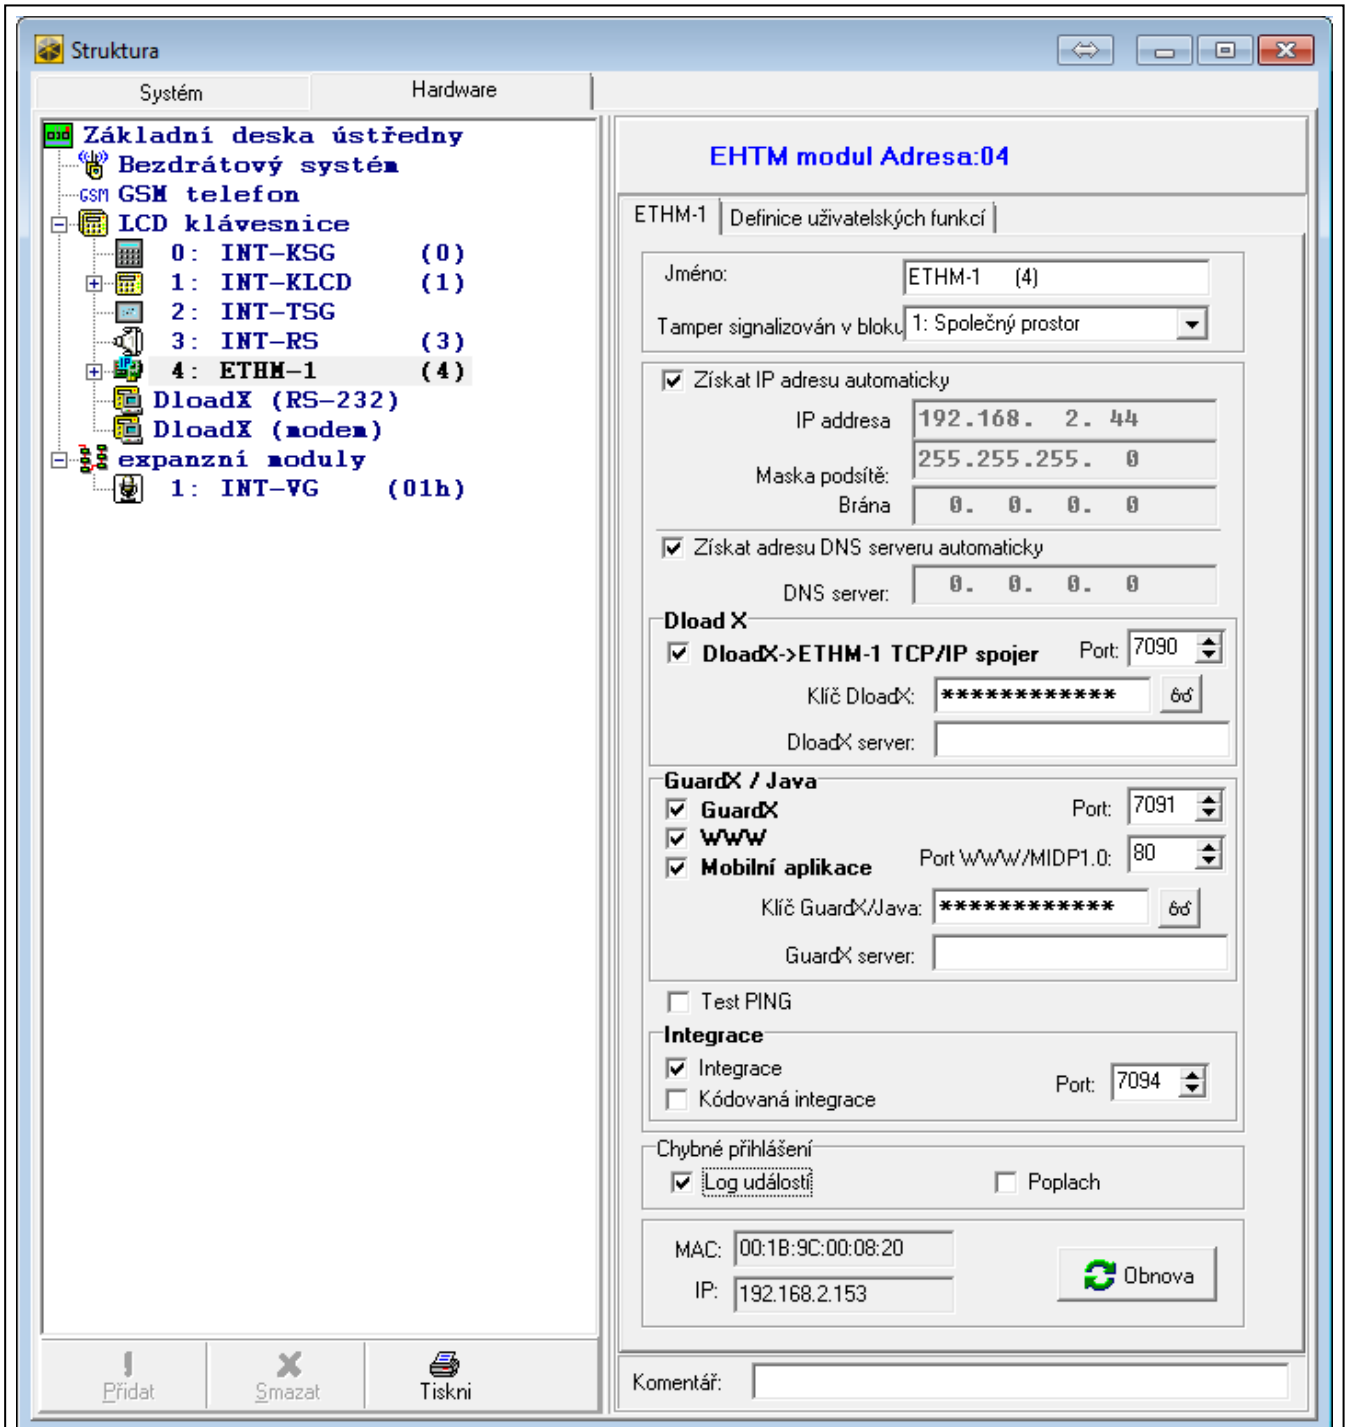 Struktura
Systém
Hardware
Základní deska ústředny
Bezdrátový systém
GSM GSM telefon
LCD klávesnice
0: INT-KSG (0)
1: INT-KLCD (1)
2: INT-TSG
3: INT-RS (3)
4: ETHM-1 (4)
DloadX (RS-232)
DloadX (modem)
expanzní moduly
1: INT-VG (01h)
Přidat
Smazat
Tiskni
EHTM modul Adresa:04
ETHM-1
Definice uživatelských funkcí
Jméno: ETHM-1 (4)
Tamper signalizován v bloku 1: Společný prostor
Získat IP adresu automaticky
IP addresa 192.168. 2. 44
Maska podsítě: 255.255.255. 0
Brána 0. 0. 0. 0
Získat adresu DNS serveru automaticky
DNS server: 0. 0. 0. 0
Dload X
DloadX->ETHM-1 TCP/IP spojer Port: 7090
Klíč DloadX: ************
DloadX server:
GuardX / Java
GuardX Port: 7091
WWW
Mobilní aplikace Port WWW/MIDP1.0: 80
Klíč GuardX/Java: ************
GuardX server:
Test PING
Integrace
Integrace
Kódovaná integrace Port: 7094
Chybné přihlášení
Log událostí Poplach
MAC: 00:1B:9C:00:08:20
IP: 192.168.2.153
Obnova
Komentář: